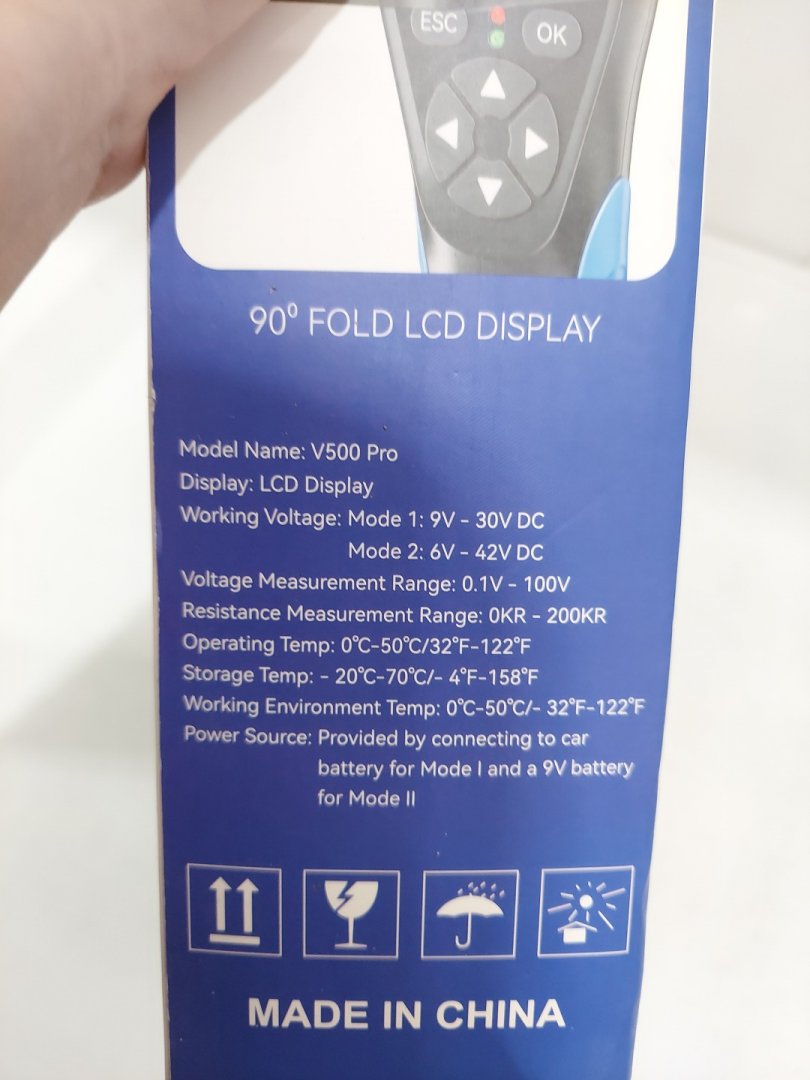 ESC
OK
90° FOLD LCD DISPLAY
Model Name: V500 Pro
Display: LCD Display
Working Voltage: Mode 1: 9V - 30V DC
Mode 2: 6V - 42V DC
Voltage Measurement Range: 0.1V - 100V
Resistance Measurement Range: 0KR - 200KR
Operating Temp: 0°C-50°C/32°F-122°F
Storage Temp: - 20°C-70°C/- 4°F-158°F
Working Environment Temp: 0°C-50°C/- 32°F-122°F
Power Source: Provided by connecting to car
battery for Mode I and a 9V battery
for Mode II
MADE IN CHINA